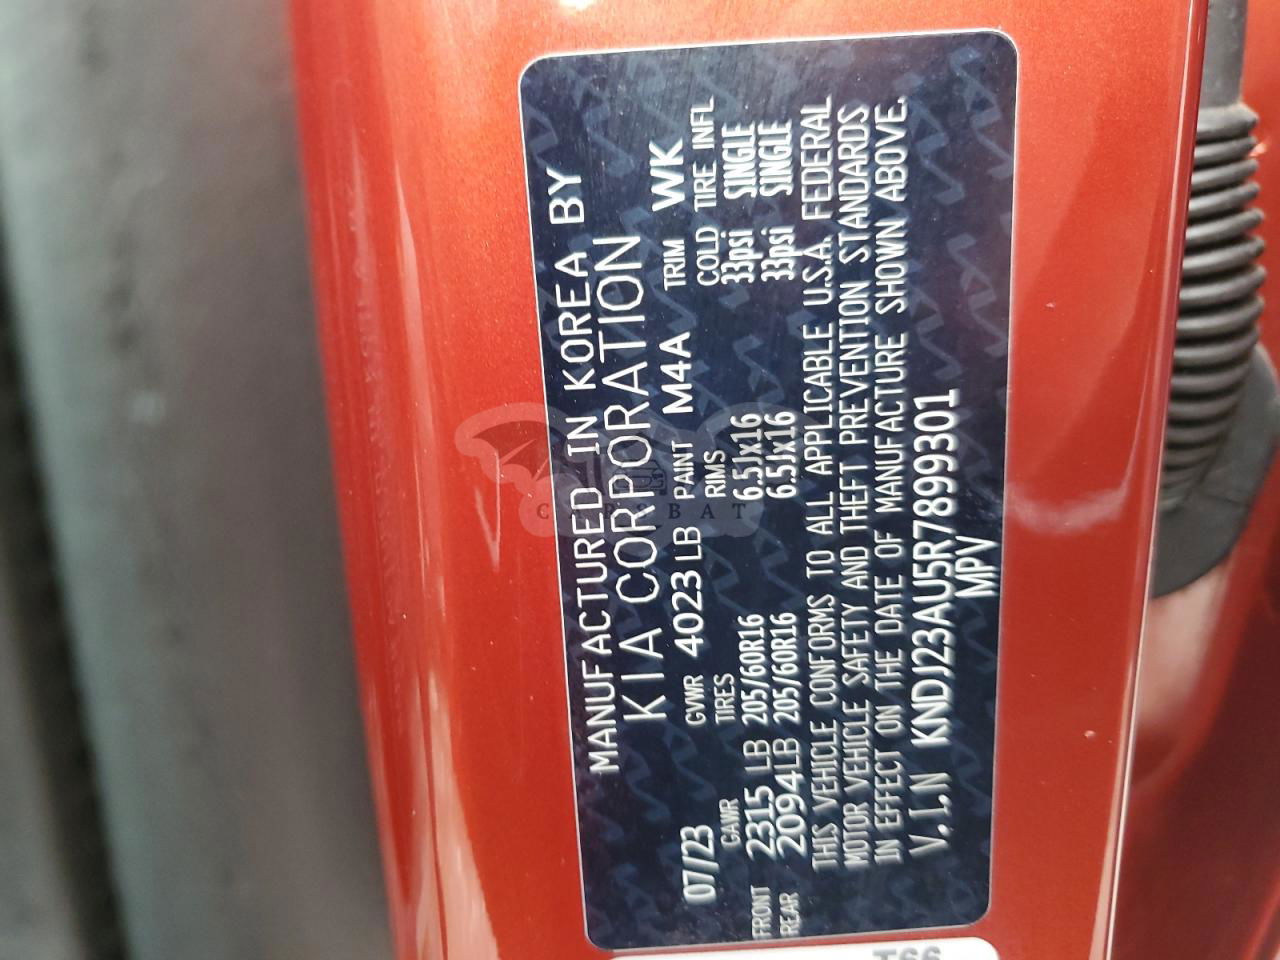 MANUFACTURED IN KOREA BY
KIA CORPORATION
07/23 GVWR 4023 LB PAINT M4A TRIM WK
GAWR TIRES RIMS COLD TIRE INFL
FRONT 2315 LB 205/60R16 6.5Jx16 33psi SINGLE
REAR 2094LB 205/60R16 6.5Jx16 33psi SINGLE
THIS VEHICLE CONFORMS TO ALL APPLICABLE U.S.A. FEDERAL
MOTOR VEHICLE SAFETY AND THEFT PREVENTION STANDARDS
IN EFFECT ON THE DATE OF MANUFACTURE SHOWN ABOVE.
V.I.N KNDJ23AU5R7899301
MPV
CARSBAT